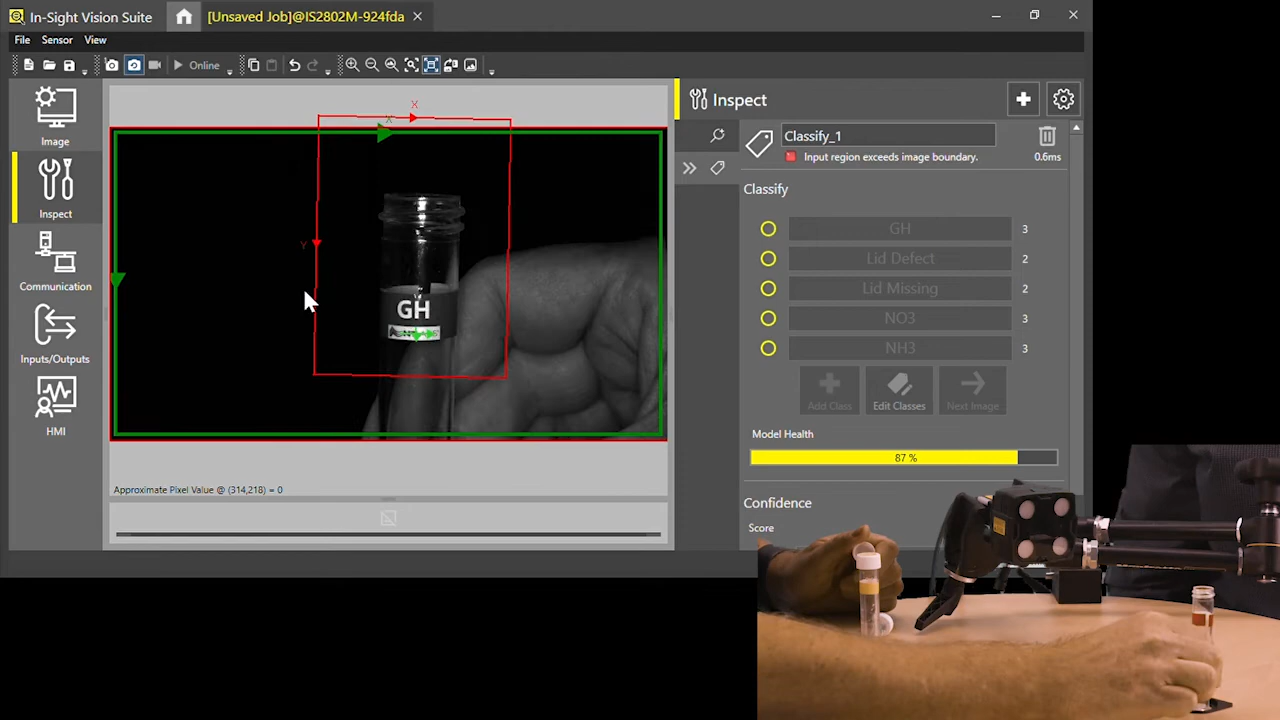 In-Sight Vision Suite
[Unsaved Job]@IS2802M-924fda
File Sensor View
Online
Image
Inspect
Communication
Inputs/Outputs
HMI
X
X
Y
GH
Approximate Pixel Value @ (314,218) = 0
Inspect
Classify_1
Input region exceeds image boundary.
0.6ms
Classify
GH 3
Lid Defect 2
Lid Missing 2
NO3 3
NH3 3
Add Class
Edit Classes
Next Image
Model Health
87 %
Confidence
Score